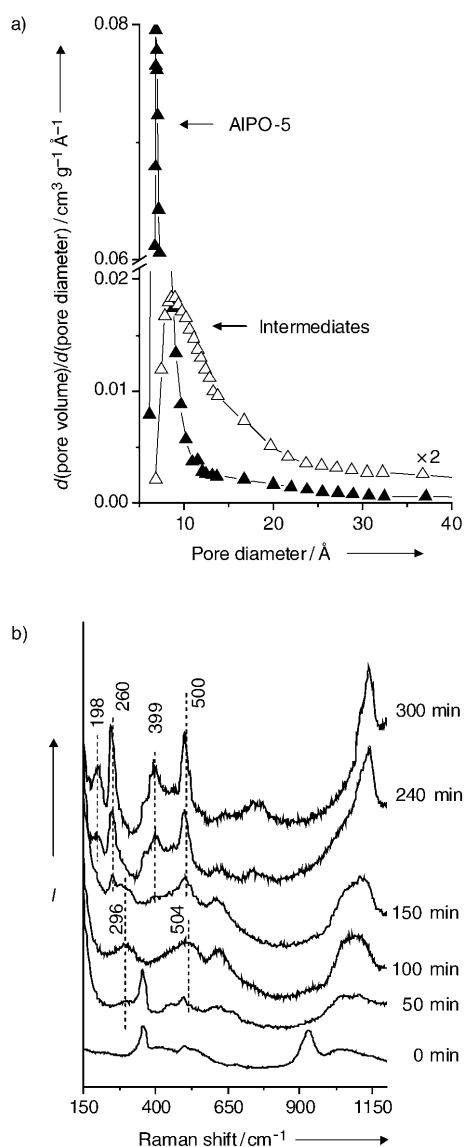 a)
d(pore volume)/d(pore diameter) / cm³ g⁻¹ Å⁻¹
0.08
0.06
0.02
0.01
0.00
AlPO-5
Intermediates
×2
10 20 30 40
Pore diameter / Å
b)
I
198 260 399 500
296 504
300 min
240 min
150 min
100 min
50 min
0 min
150 400 650 900 1150
Raman shift / cm⁻¹